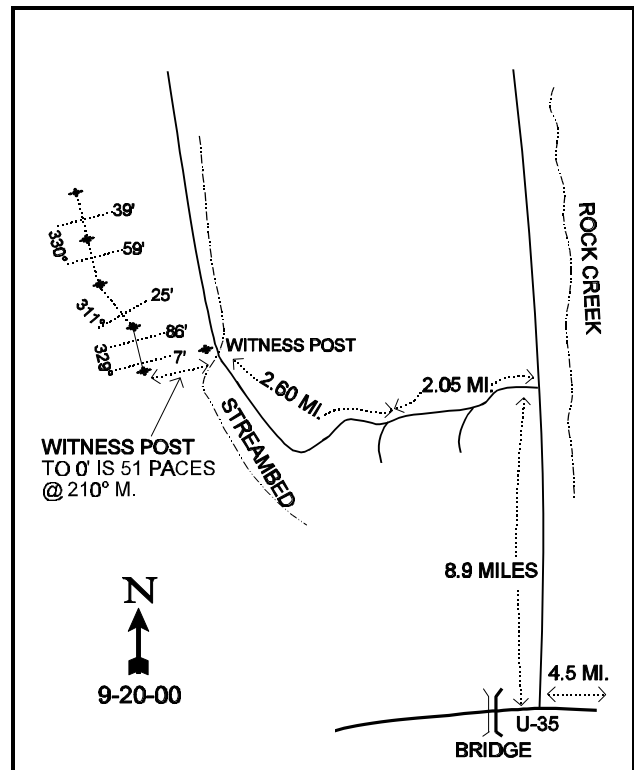 39'
330°
59'
25'
311°
86'
329°
7'
WITNESS POST
2.60 MI.
2.05 MI.
ROCK CREEK
STREAMBED
WITNESS POST
TO 0' IS 51 PACES
@ 210° M.
8.9 MILES
N
9-20-00
4.5 MI.
U-35
BRIDGE